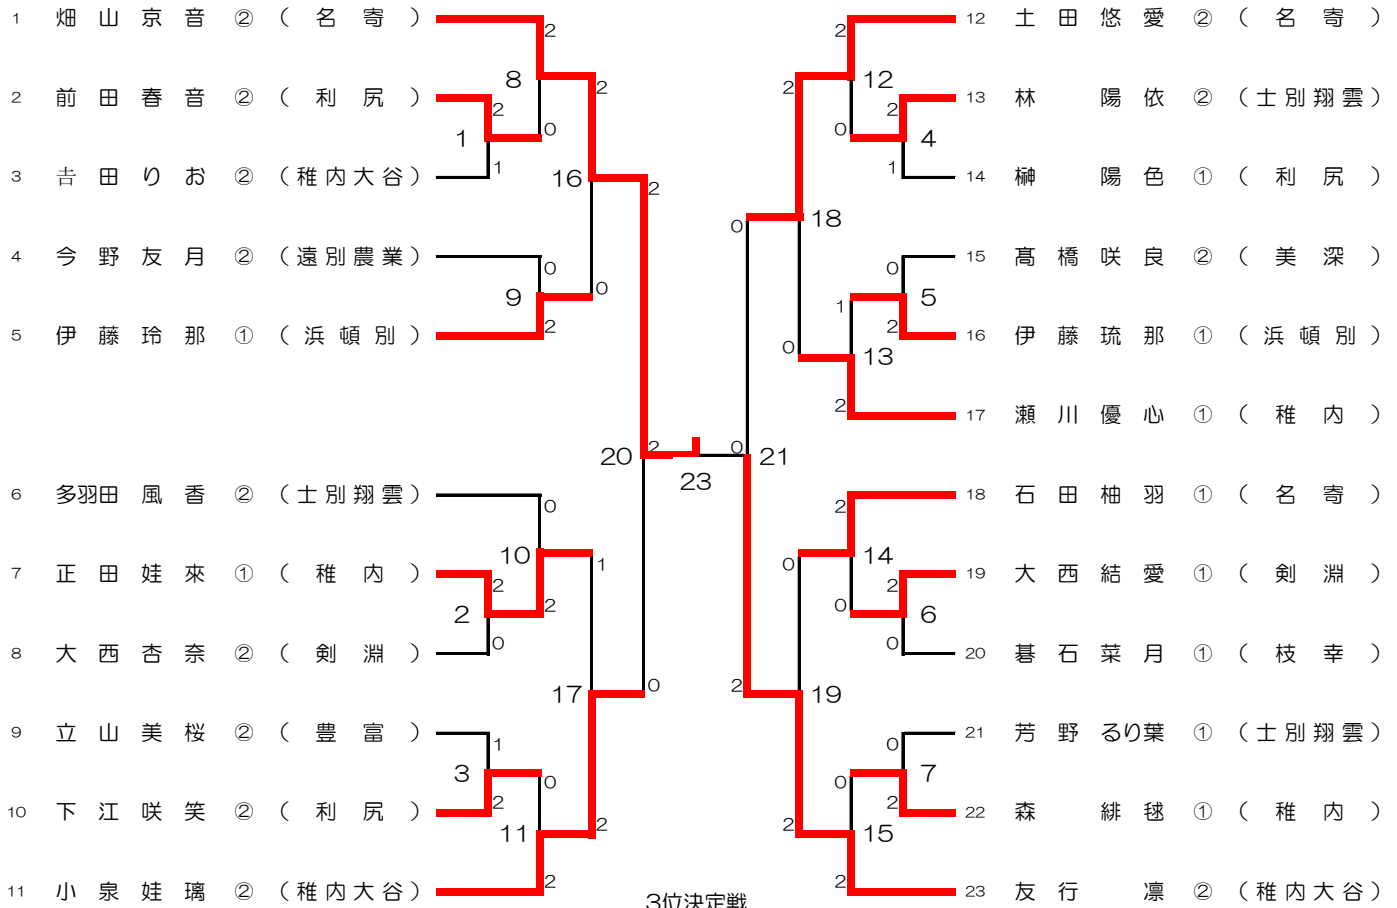 1 畑山京音 ② （名寄）
2 前田春音 ② （利尻）
3 𠮷田りお ② （稚内大谷）
4 今野友月 ② （遠別農業）
5 伊藤玲那 ① （浜頓別）
6 多羽田風香 ② （士別翔雲）
7 正田娃來 ① （稚内）
8 大西杏奈 ② （剣淵）
9 立山美桜 ② （豊富）
10 下江咲笑 ② （利尻）
11 小泉娃璃 ② （稚内大谷）
2
8
2
2
1
0
1
16
2
0
9
0
2
20
2
23
0
10
1
2
2
2
0
17
0
1
3
0
2
11
2
2
3位決定戦
2
12
2
2
0
4
1
0
18
0
1
5
2
0
13
2
0
21
2
14
0
2
0
6
0
2
19
0
7
0
2
2
15
2
12 土田悠愛 ② （名寄）
13 林陽依 ② （士別翔雲）
14 榊陽色 ① （利尻）
15 髙橋咲良 ② （美深）
16 伊藤琉那 ① （浜頓別）
17 瀬川優心 ① （稚内）
18 石田柚羽 ① （名寄）
19 大西結愛 ① （剣淵）
20 碁石菜月 ① （枝幸）
21 芳野るり葉 ① （士別翔雲）
22 森緋毬 ① （稚内）
23 友行凛 ② （稚内大谷）